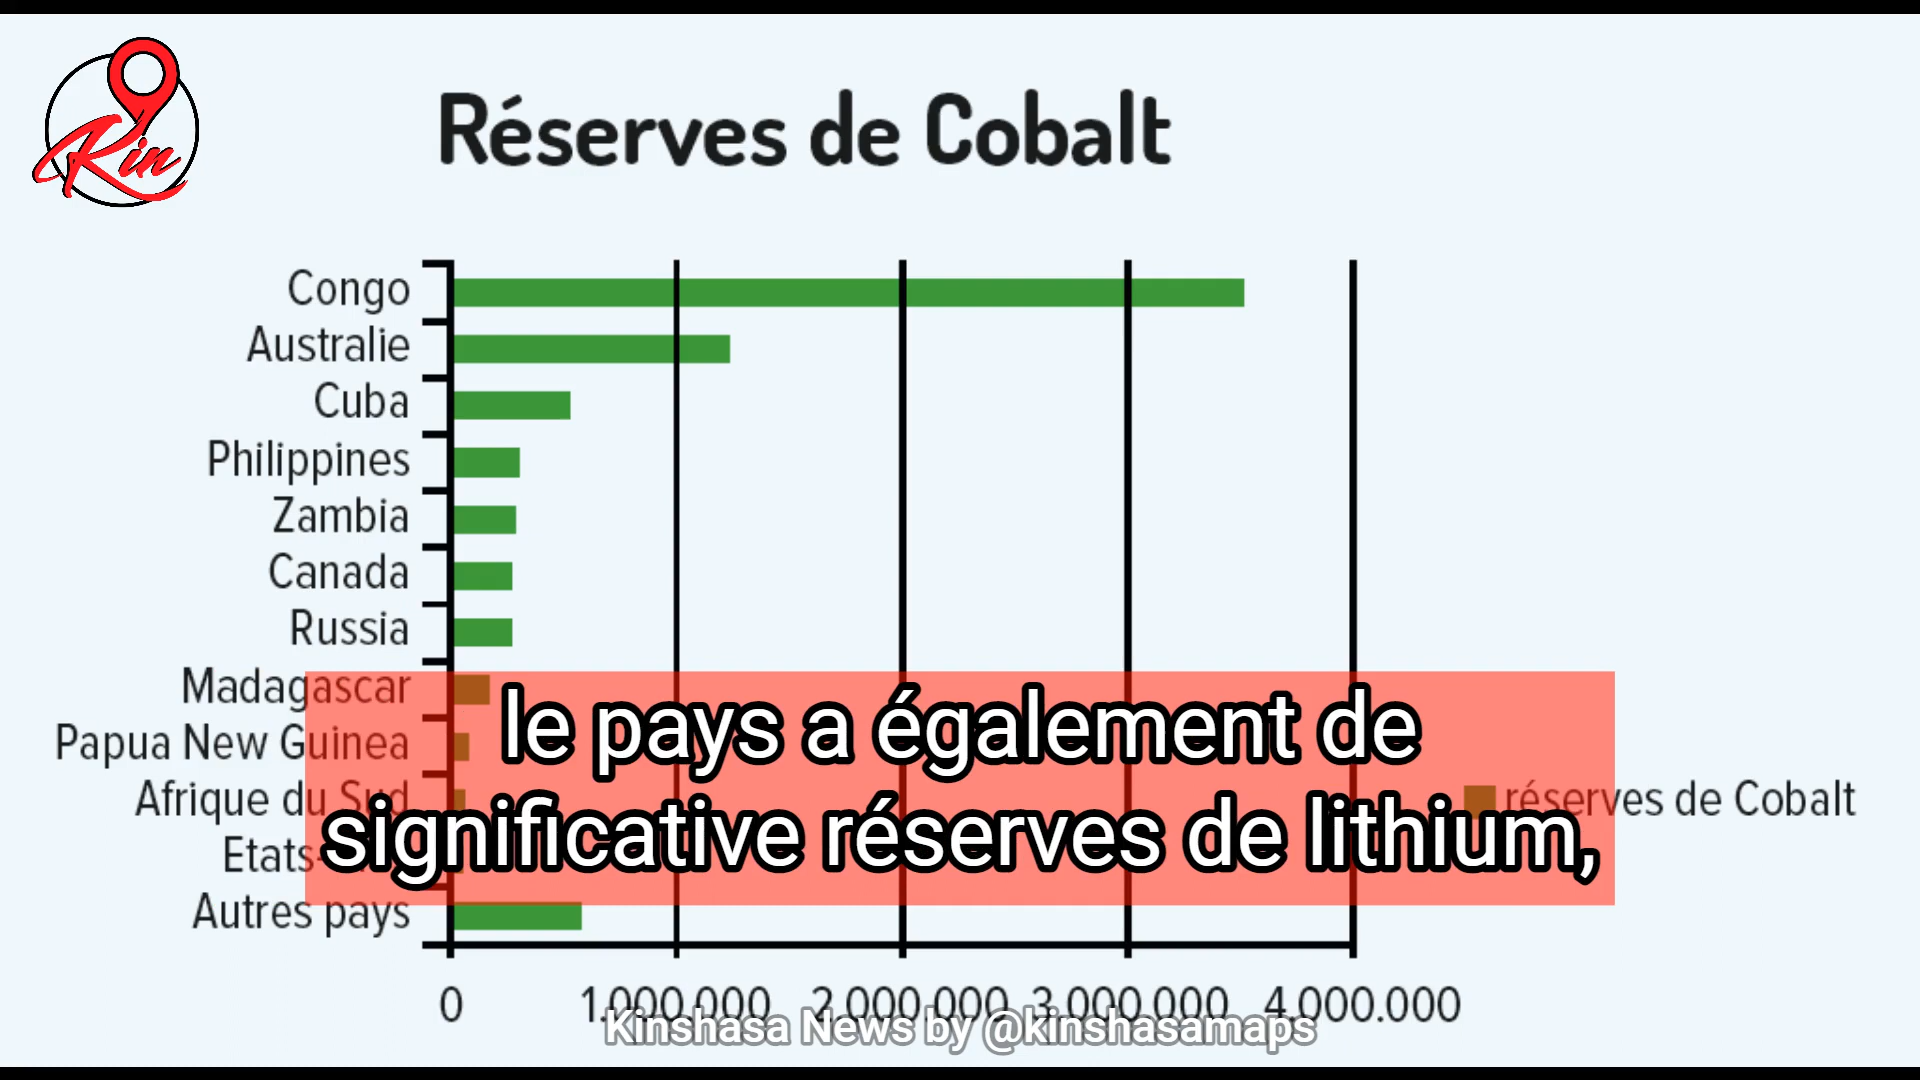 Kin
Réserves de Cobalt
Congo
Australie
Cuba
Philippines
Zambia
Canada
Russia
Madagascar
Papua New Guinea
Afrique du Sud
Etats-
Autres pays
le pays a également de
significative réserves de lithium,
réserves de Cobalt
0 1.000.000 2.000.000 3.000.000 4.000.000
Kinshasa News by @kinshasamaps